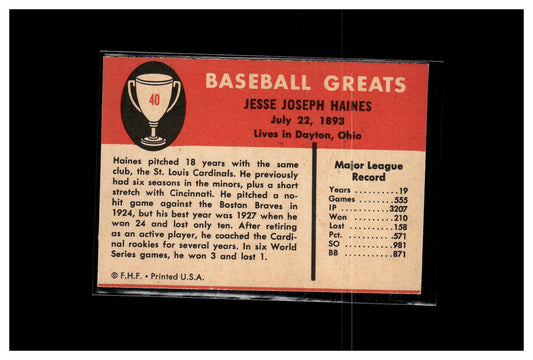 40
BASEBALL GREATS
JESSE JOSEPH HAINES
July 22, 1893
Lives in Dayton, Ohio
Haines pitched 18 years with the same
club, the St. Louis Cardinals. He previously
had six seasons in the minors, plus a short
stretch with Cincinnati. He pitched a no-
hit game against the Boston Braves in
1924, but his best year was 1927 when he
won 24 and lost only ten. After retiring
as an active player, he coached the Cardi-
nal rookies for several years. In six World
Series games, he won 3 and lost 1.
© F.H.F. • Printed U.S.A.
Major League
Record
Years ..........19
Games ........555
IP ............3207
Won ..........210
Lost ..........158
Pct. ..........571
SO ...........981
BB ...........871